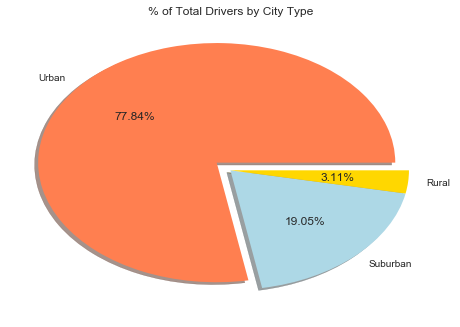 % of Total Drivers by City Type
Urban
77.84%
3.11%
Rural
19.05%
Suburban